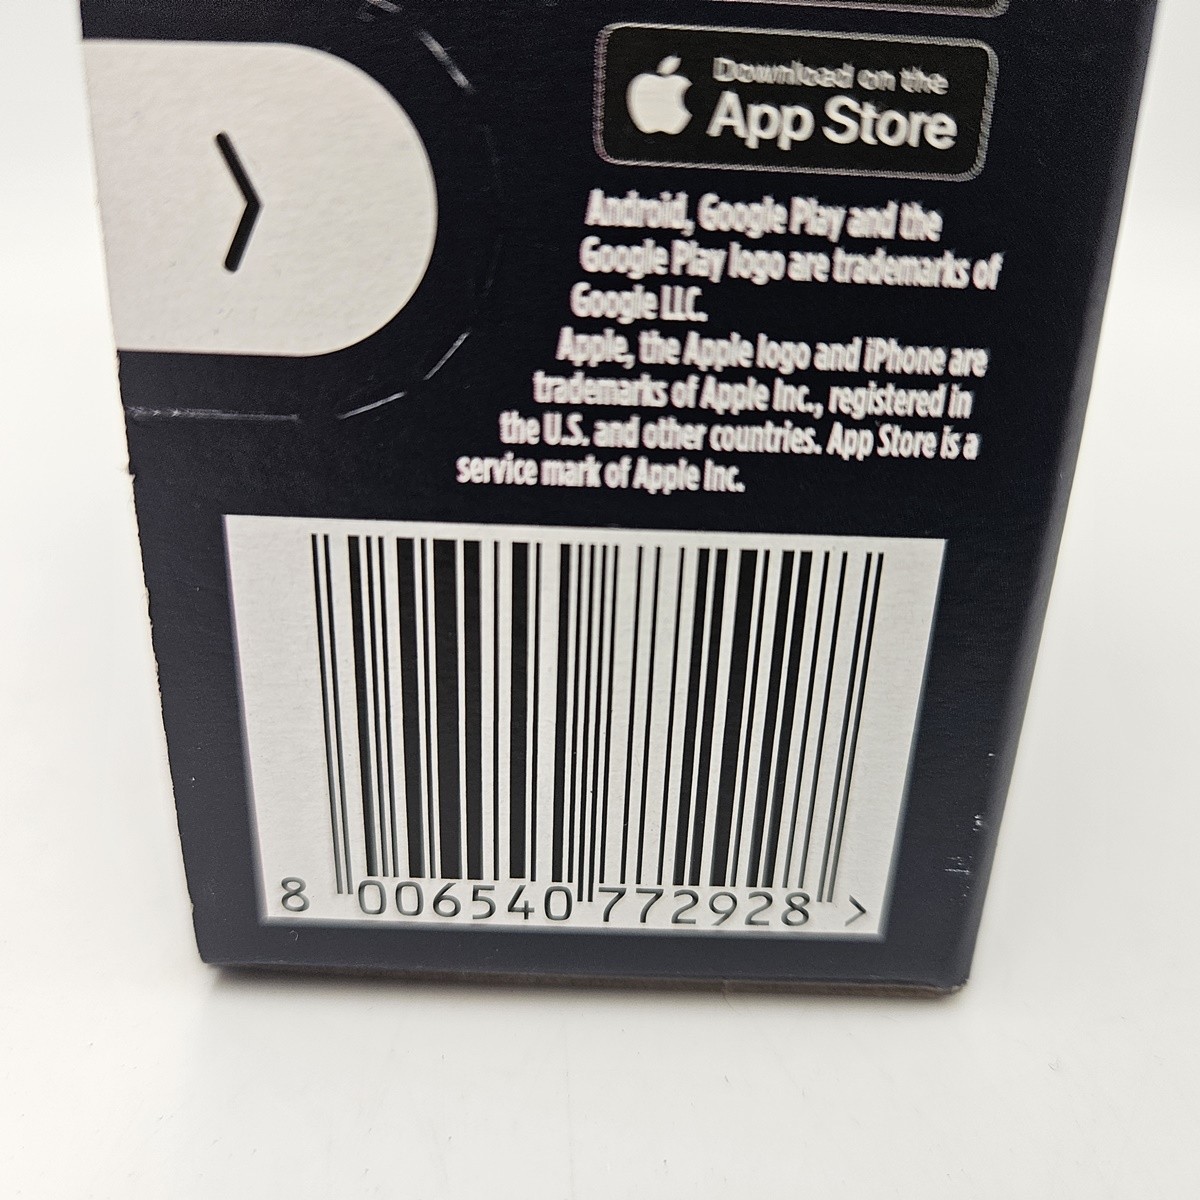 Download on the
App Store
Android, Google Play and the
Google Play logo are trademarks of
Google LLC.
Apple, the Apple logo and iPhone are
trademarks of Apple Inc., registered in
the U.S. and other countries. App Store is a
service mark of Apple Inc.
8 006540 772928 >